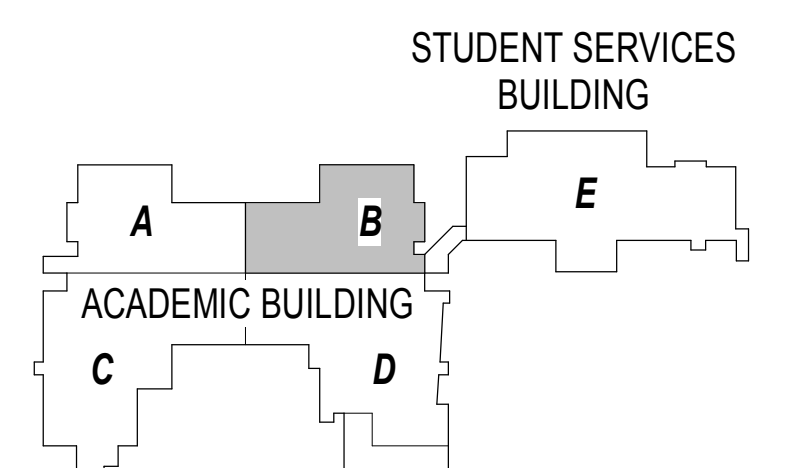 STUDENT SERVICES
BUILDING
A
B
E
ACADEMIC BUILDING
C
D